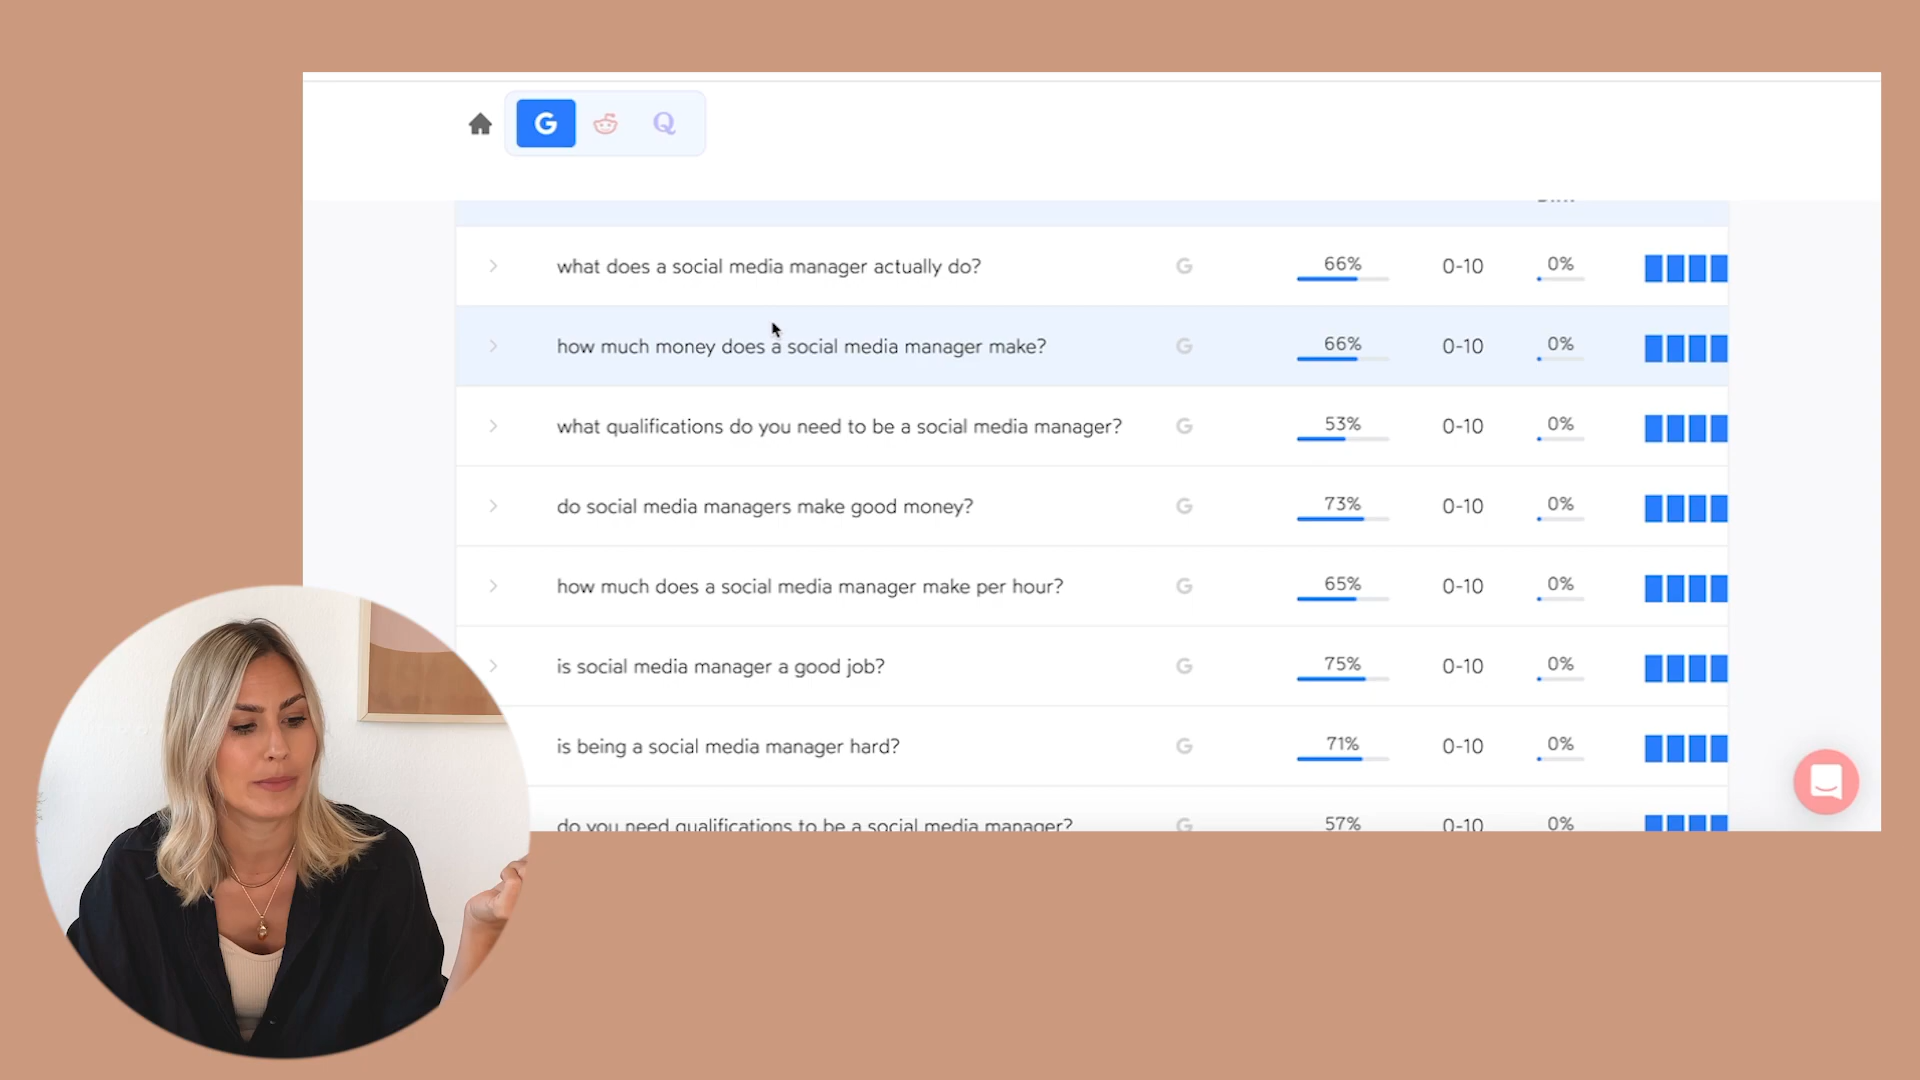 G Q
what does a social media manager actually do? G 66% 0-10 0%
how much money does a social media manager make? G 66% 0-10 0%
what qualifications do you need to be a social media manager? G 53% 0-10 0%
do social media managers make good money? G 73% 0-10 0%
how much does a social media manager make per hour? G 65% 0-10 0%
is social media manager a good job? G 75% 0-10 0%
is being a social media manager hard? G 71% 0-10 0%
do you need qualifications to be a social media manager? G 57% 0-10 0%